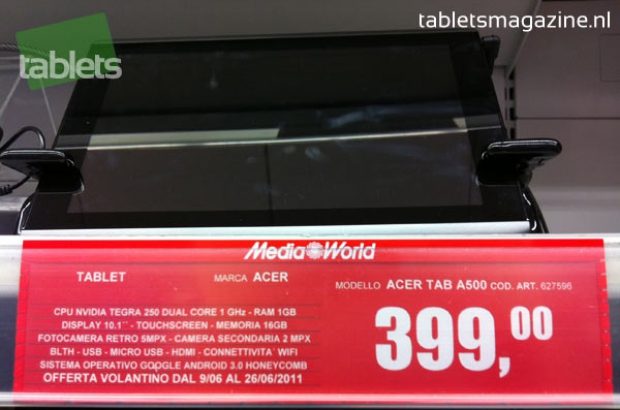 tabletsmagazine.nl
tablets
MediaWorld
TABLET MARCA ACER MODELLO ACER TAB A500 COD. ART. 627596
CPU NVIDIA TEGRA 250 DUAL CORE 1 GHz - RAM 1GB
DISPLAY 10.1´´ - TOUCHSCREEN - MEMORIA 16GB
FOTOCAMERA RETRO 5MPX - CAMERA SECONDARIA 2 MPX
BLTH - USB - MICRO USB - HDMI - CONNETTIVITA´ WIFI
SISTEMA OPERATIVO GOOGLE ANDROID 3.0 HONEYCOMB
OFFERTA VOLANTINO DAL 9/06 AL 26/06/2011
399,00